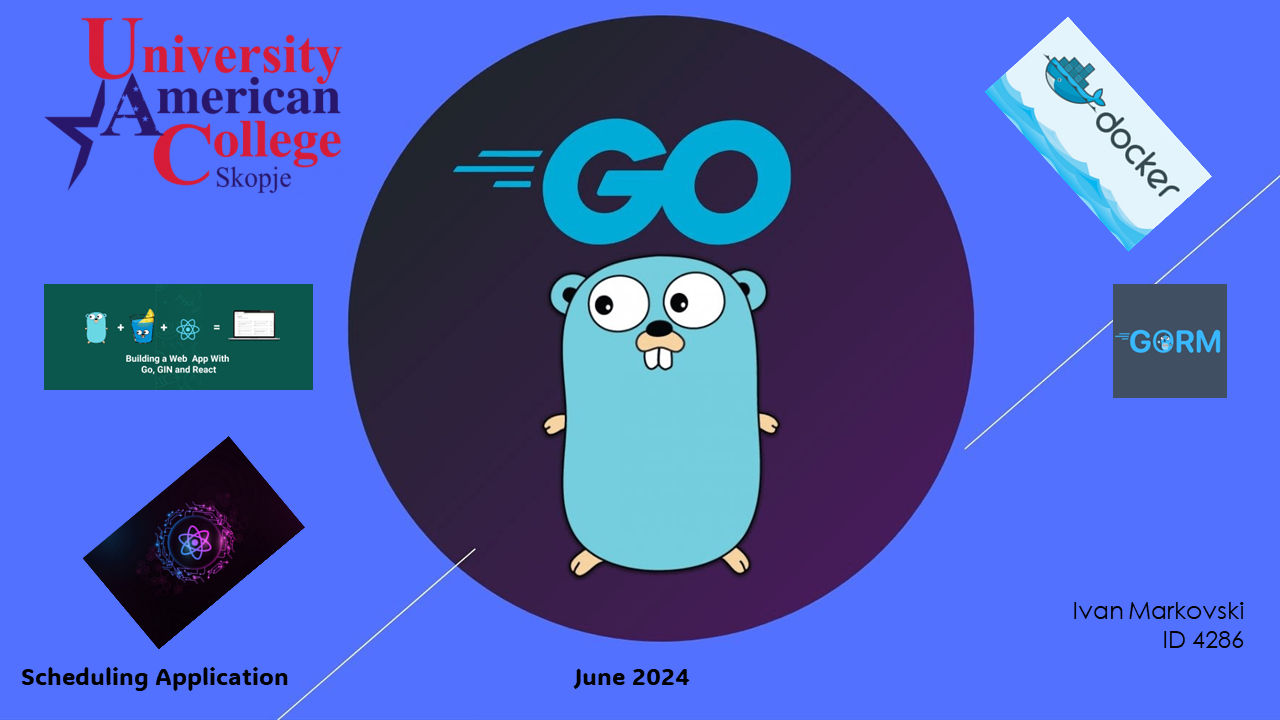 University
American
College
Skopje
GO
docker
+ + =
Building a Web App With
Go, GIN and React
GORM
Ivan Markovski
ID 4286
Scheduling Application
June 2024